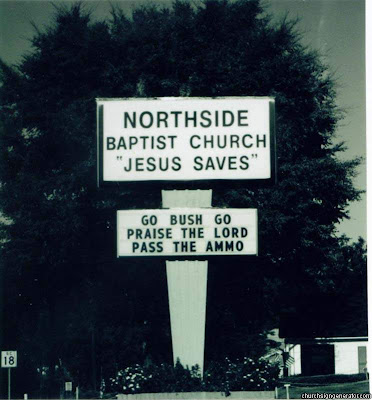 NORTHSIDE
BAPTIST CHURCH
"JESUS SAVES"
GO BUSH GO
PRAISE THE LORD
PASS THE AMMO
18
churchsigngenerator.com